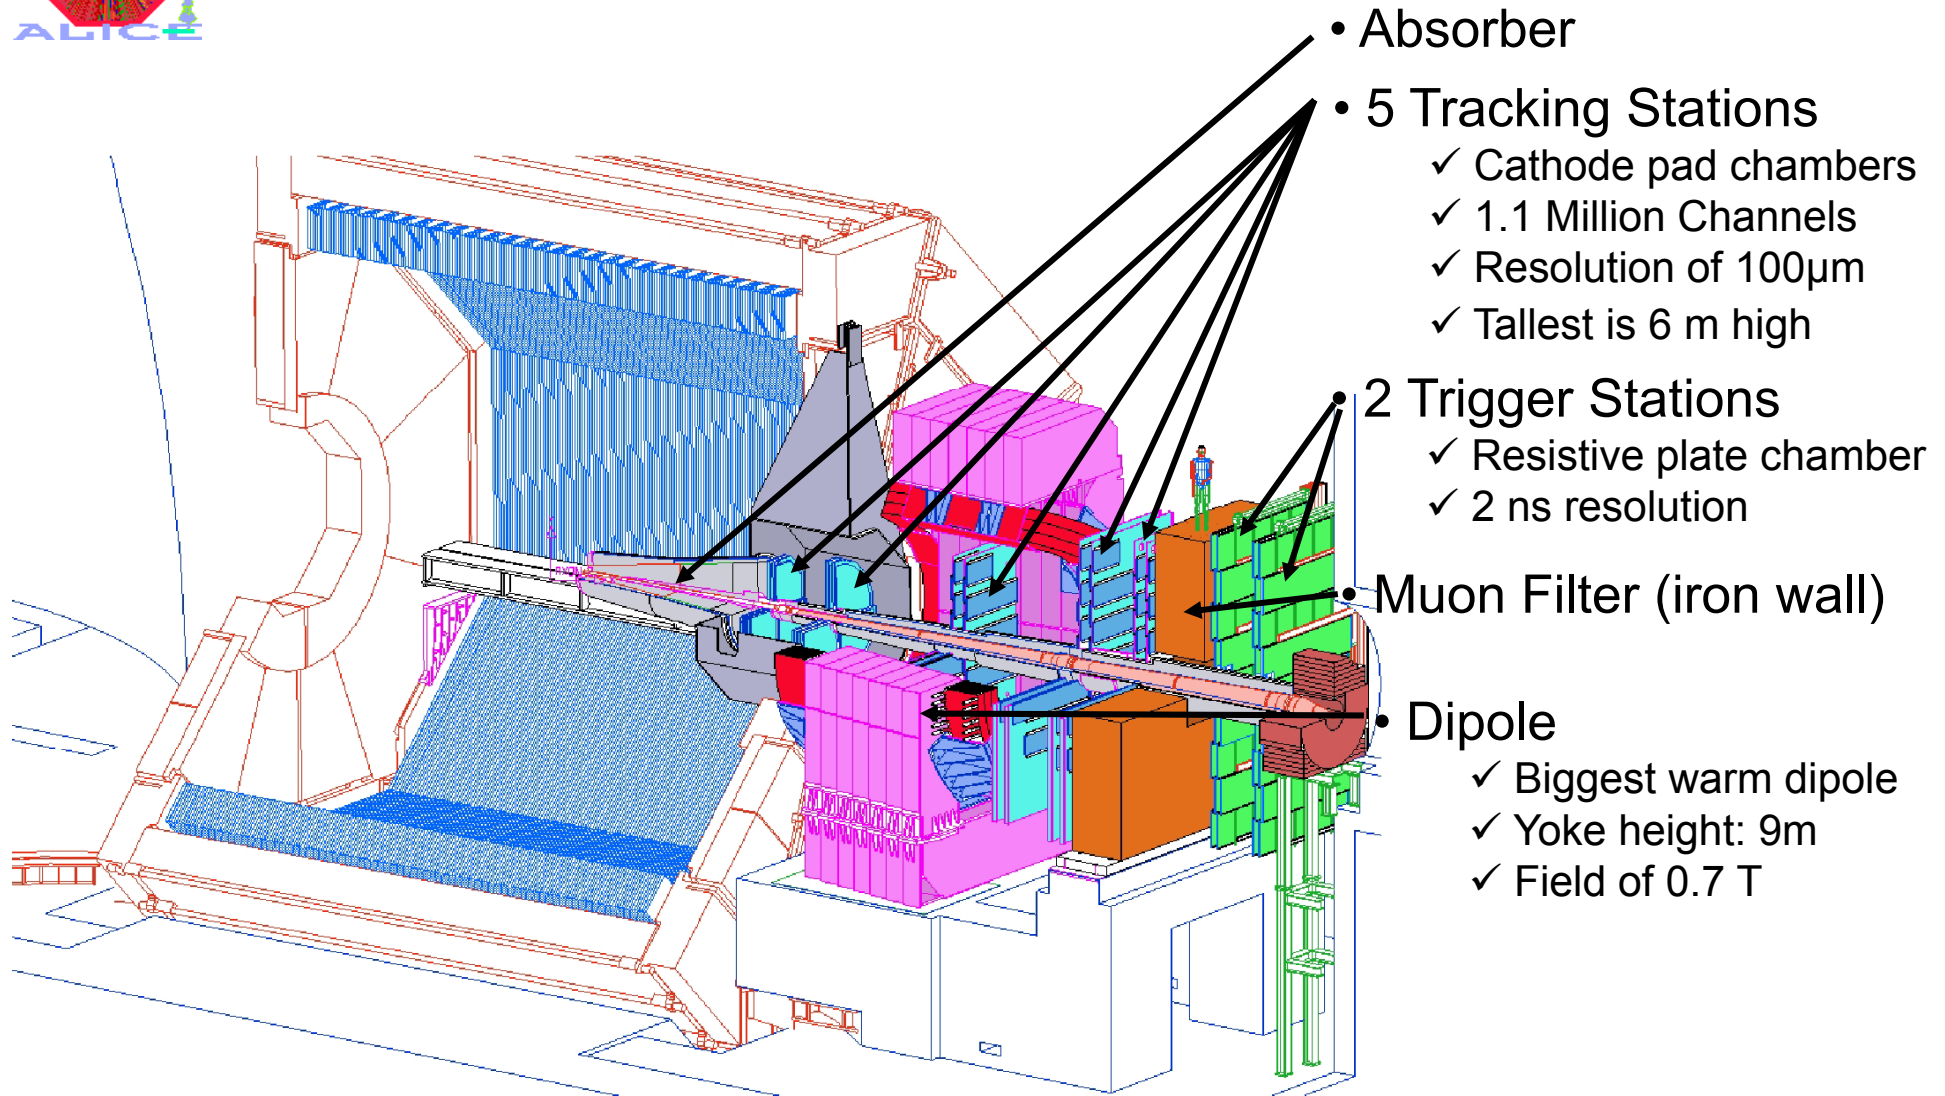 ALICE
• Absorber
• 5 Tracking Stations
✓ Cathode pad chambers
✓ 1.1 Million Channels
✓ Resolution of 100µm
✓ Tallest is 6 m high
• 2 Trigger Stations
✓ Resistive plate chamber
✓ 2 ns resolution
• Muon Filter (iron wall)
• Dipole
✓ Biggest warm dipole
✓ Yoke height: 9m
✓ Field of 0.7 T